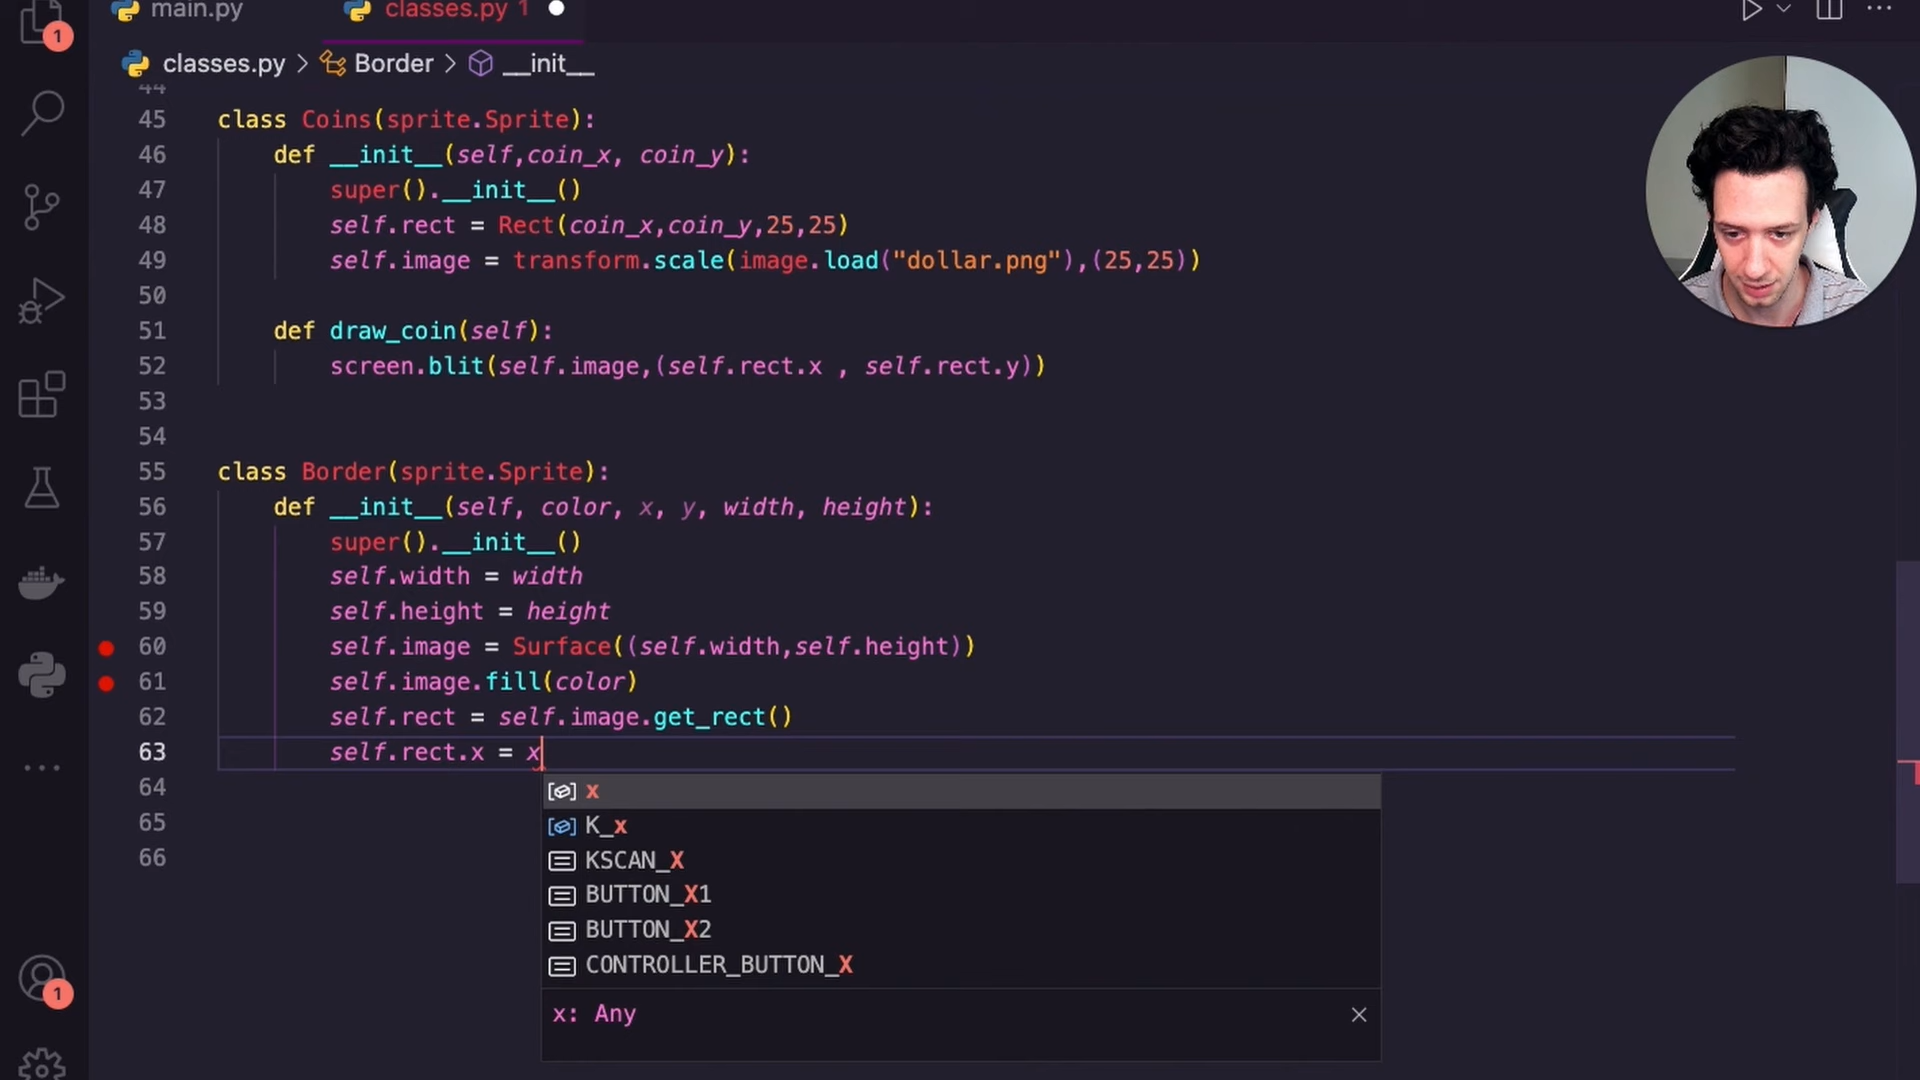 main.py classes.py 1
1
classes.py > Border > __init__
44
45 class Coins(sprite.Sprite):
46 def __init__(self,coin_x, coin_y):
47 super().__init__()
48 self.rect = Rect(coin_x,coin_y,25,25)
49 self.image = transform.scale(image.load("dollar.png"),(25,25))
50
51 def draw_coin(self):
52 screen.blit(self.image,(self.rect.x , self.rect.y))
53
54
55 class Border(sprite.Sprite):
56 def __init__(self, color, x, y, width, height):
57 super().__init__()
58 self.width = width
59 self.height = height
60 self.image = Surface((self.width,self.height))
61 self.image.fill(color)
62 self.rect = self.image.get_rect()
63 self.rect.x = x
64
65
66
x
K_x
KSCAN_X
BUTTON_X1
BUTTON_X2
CONTROLLER_BUTTON_X
x: Any
1